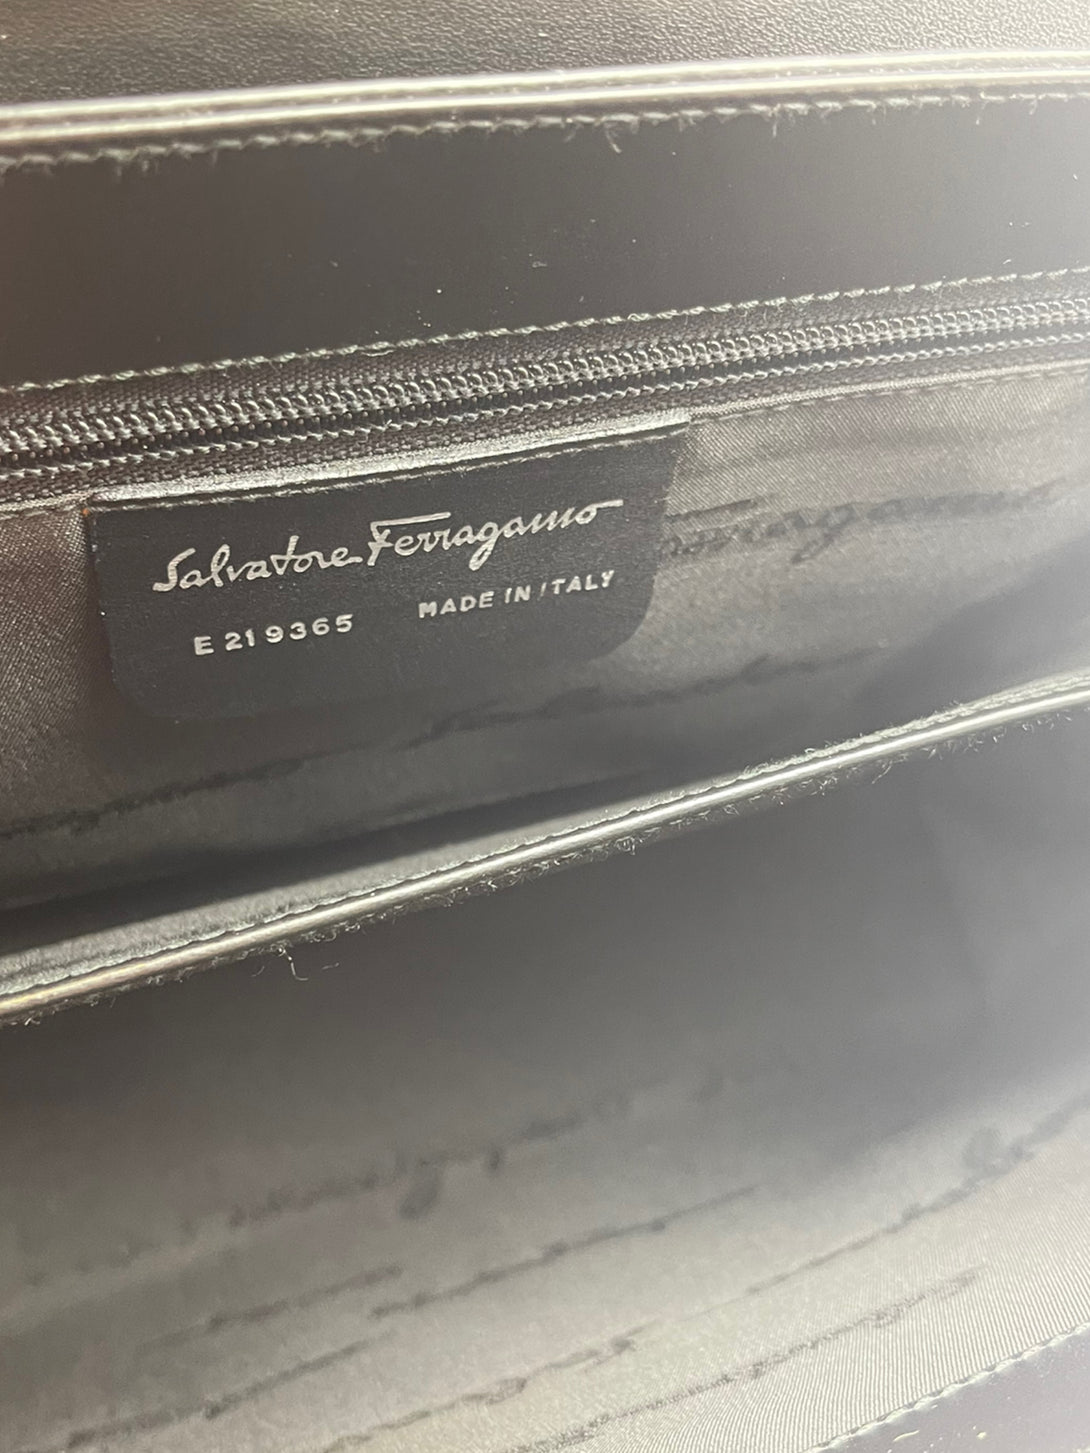 Salvatore Ferragamo
E 219365 MADE IN ITALY